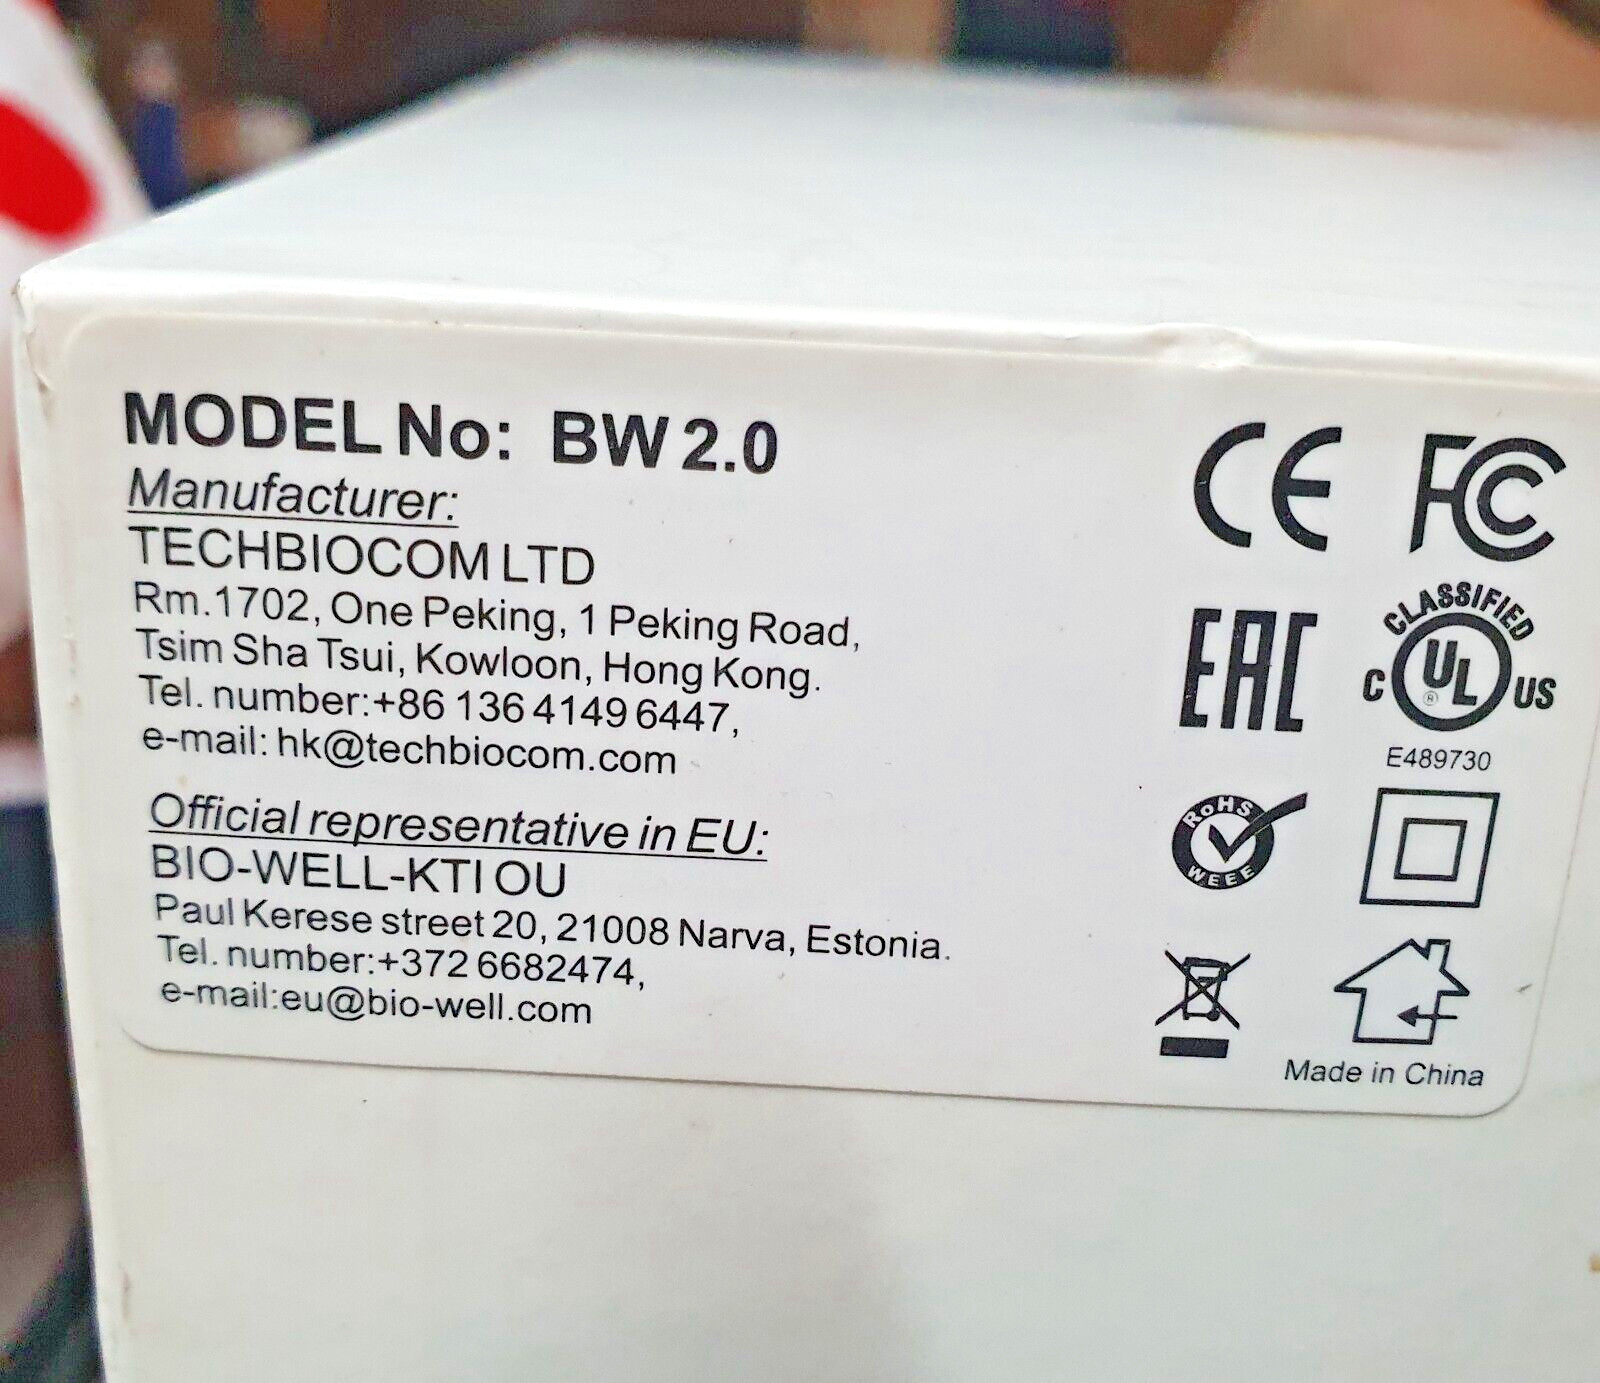 MODEL No: BW 2.0
Manufacturer:
TECHBIOCOM LTD
Rm.1702, One Peking, 1 Peking Road,
Tsim Sha Tsui, Kowloon, Hong Kong.
Tel. number:+86 136 4149 6447,
e-mail: hk@techbiocom.com
Official representative in EU:
BIO-WELL-KTI OU
Paul Kerese street 20, 21008 Narva, Estonia.
Tel. number:+372 6682474,
e-mail:eu@bio-well.com
CE FC
EAC
CLASSIFIED
C UL ® US
E489730
RoHS
WEEE
Made in China